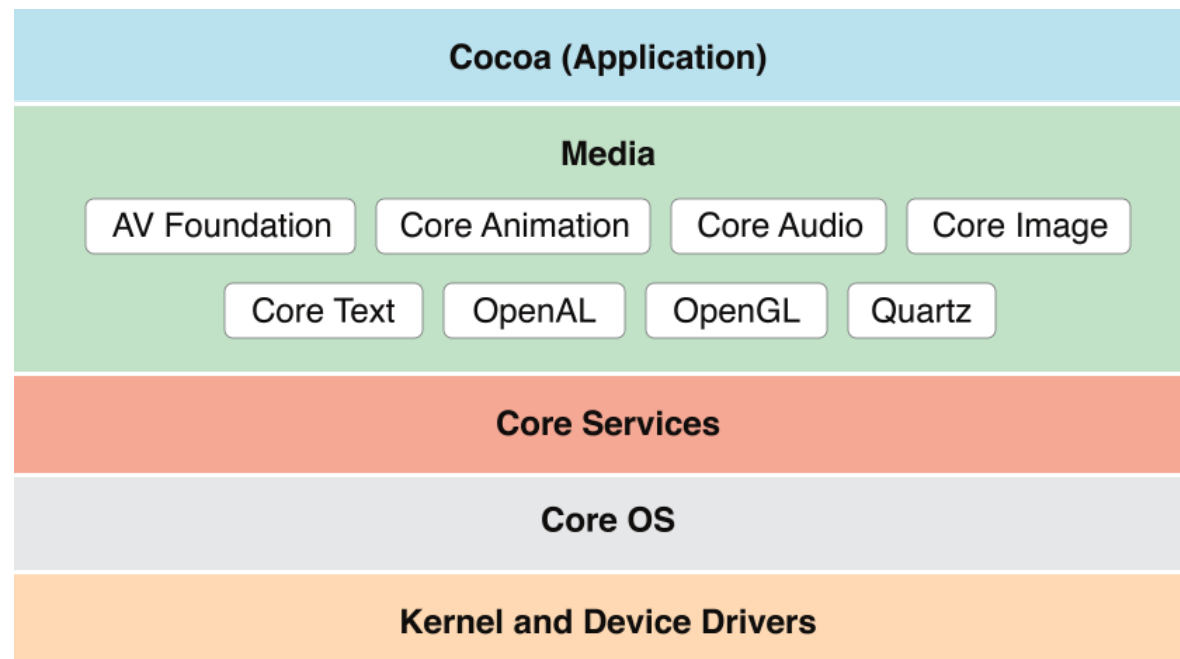 Cocoa (Application)
Media
AV Foundation Core Animation Core Audio Core Image
Core Text OpenAL OpenGL Quartz
Core Services
Core OS
Kernel and Device Drivers